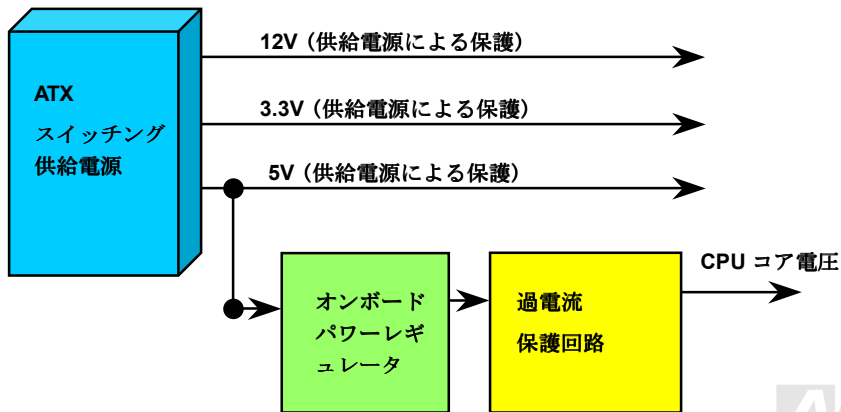 12V (供給電源による保護)
ATX
スイッチング
供給電源
3.3V (供給電源による保護)
5V (供給電源による保護)
CPU コア電圧
オンボード
パワーレギ
ュレータ
過電流
保護回路